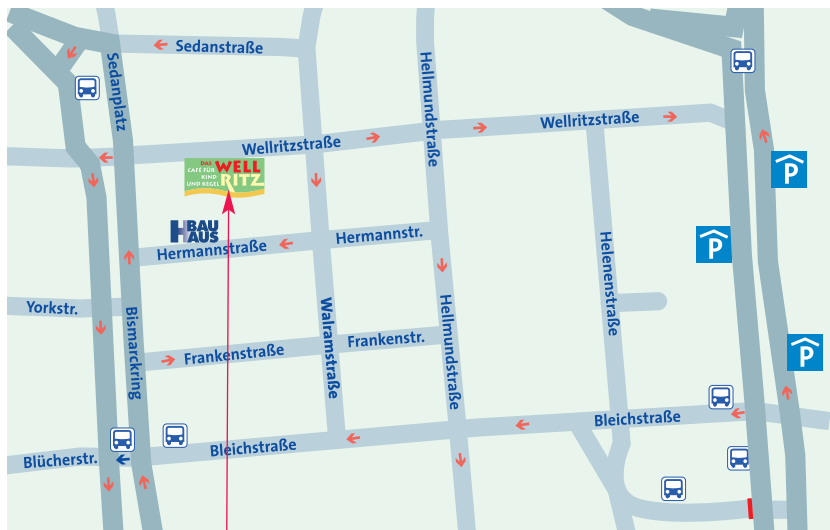 Sedanstraße
Sedanplatz
Hellmundstraße
Wellritzstraße
Wellritzstraße
DAS
WELL
CAFÉ FÜR
KIND
UND KEGEL
RITZ
P
HBAU
HAUS
Hermannstraße
Hermannstr.
P
Helenenstraße
Yorkstr.
Bismarckring
Walramstraße
Hellmundstraße
Frankenstraße
Frankenstr.
P
Bleichstraße
Bleichstraße
Blücherstr.